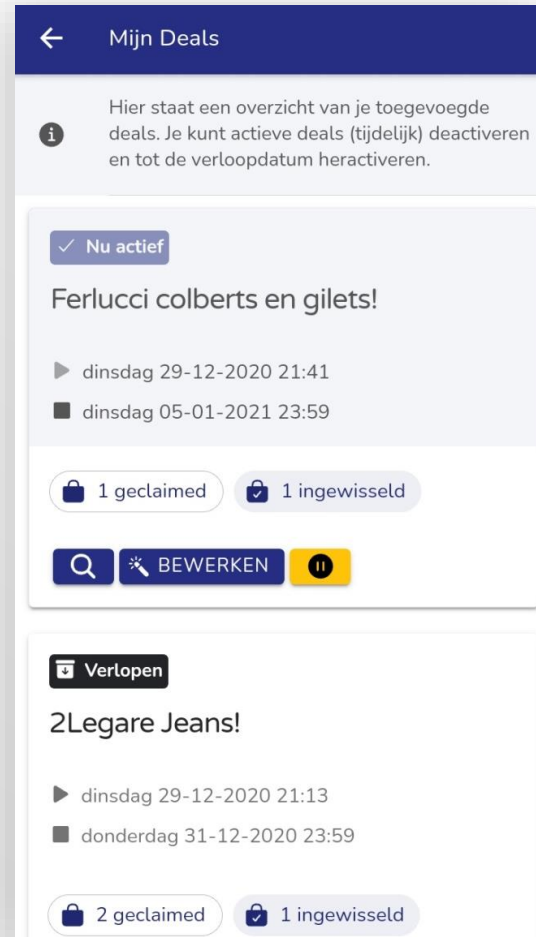 Mijn Deals
Hier staat een overzicht van je toegevoegde
deals. Je kunt actieve deals (tijdelijk) deactiveren
en tot de verloopdatum heractiveren.
Nu actief
Ferlucci colberts en gilets!
dinsdag 29-12-2020 21:41
dinsdag 05-01-2021 23:59
1 geclaimed 1 ingewisseld
BEWERKEN
Verlopen
2Legare Jeans!
dinsdag 29-12-2020 21:13
donderdag 31-12-2020 23:59
2 geclaimed 1 ingewisseld